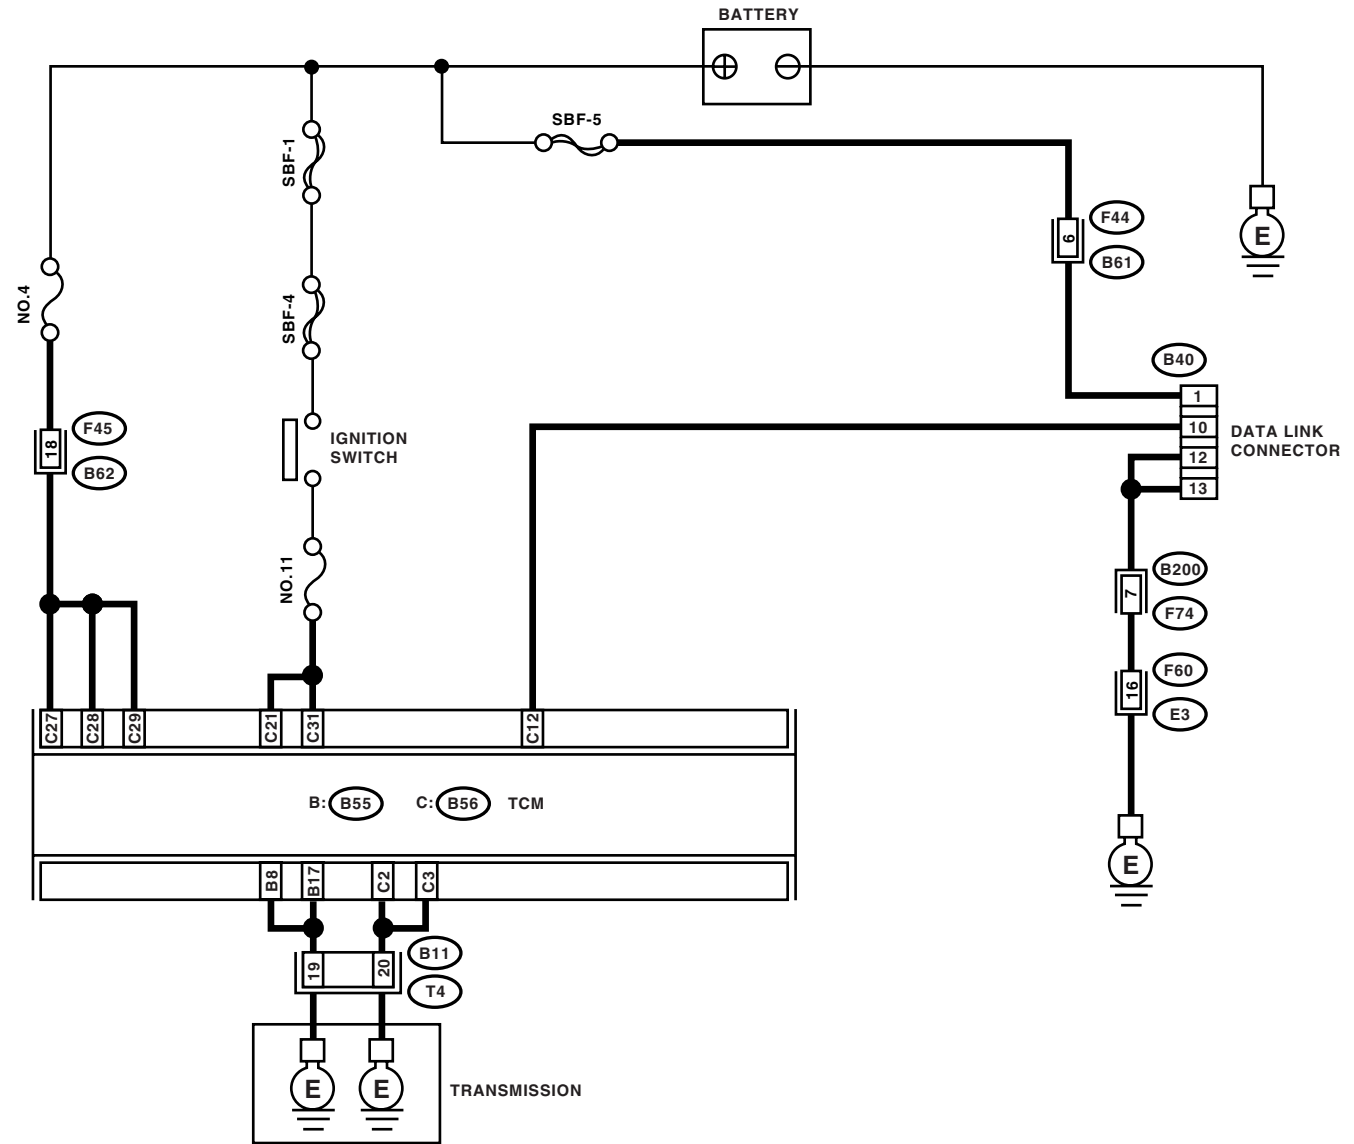 BATTERY
SBF-5
SBF-1
F44
6
B61
E
NO.4
SBF-4
B40
1
F45
18
B62
IGNITION
SWITCH
10
12
13
DATA LINK
CONNECTOR
NO.11
B200
7
F74
F60
16
E3
C27
C28
C29
C21
C31
C12
B: B55
C: B56
TCM
E
B8
B17
C2
C3
B11
19
20
T4
E
E
TRANSMISSION